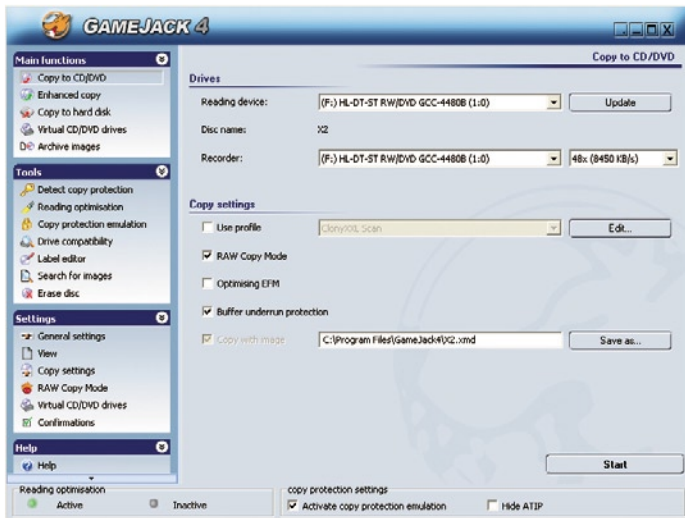 GAMEJACK 4
Copy to CD/DVD
Main functions
Copy to CD/DVD
Enhanced copy
Copy to hard disk
Virtual CD/DVD drives
Archive images
Tools
Detect copy protection
Reading optimisation
Copy protection emulation
Drive compatibility
Label editor
Search for images
Erase disc
Settings
General settings
View
Copy settings
RAW Copy Mode
Virtual CD/DVD drives
Confirmations
Help
Help
Drives
Reading device: (F:) HL-DT-ST RW/DVD GCC-4480B (1:0) Update
Disc name: X2
Recorder: (F:) HL-DT-ST RW/DVD GCC-4480B (1:0) 48x (8450 KB/s)
Copy settings
Use profile ClonyXXL Scan Edit...
RAW Copy Mode
Optimising EFM
Buffer underrun protection
Copy with image C:\Program Files\GameJack4\X2.xmd Save as...
Start
Reading optimisation
Active Inactive
copy protection settings
Activate copy protection emulation Hide ATIP